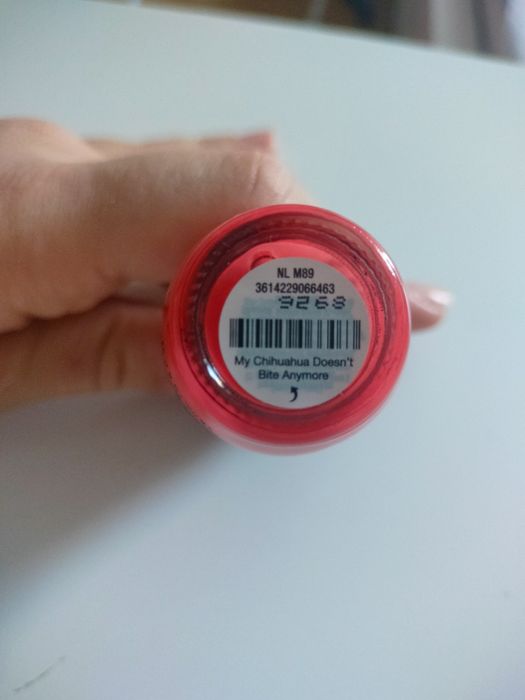 NL M89
3614229066463
9268
My Chihuahua Doesn't
Bite Anymore